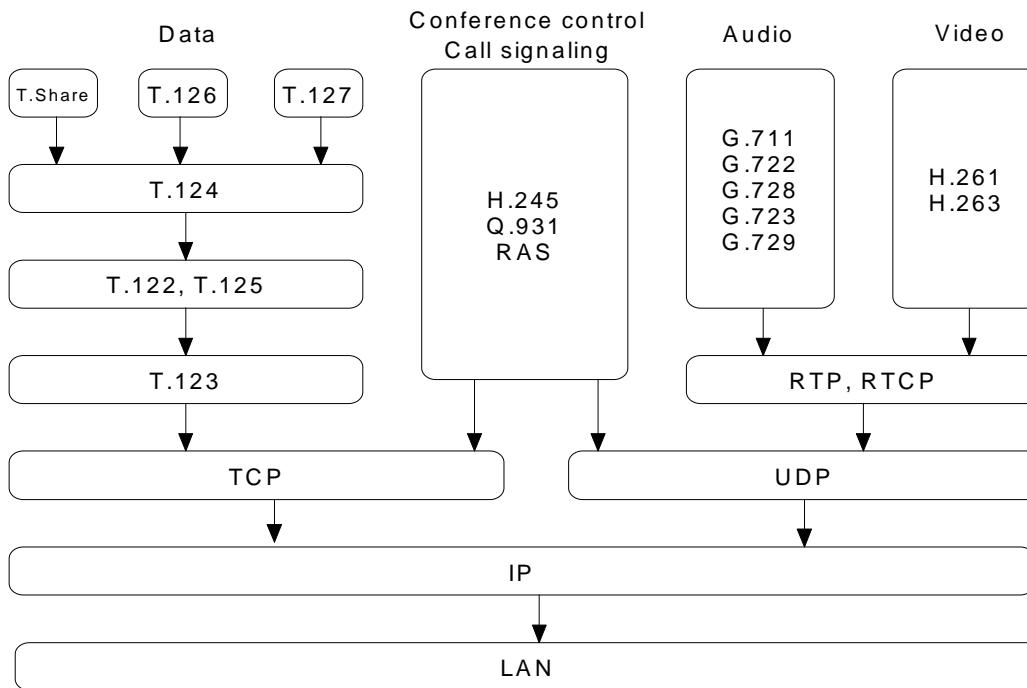 Data
Conference control
Call signaling
Audio
Video
T.Share
T.126
T.127
T.124
T.122, T.125
T.123
H.245
Q.931
RAS
G.711
G.722
G.728
G.723
G.729
H.261
H.263
RTP, RTCP
TCP
UDP
IP
LAN